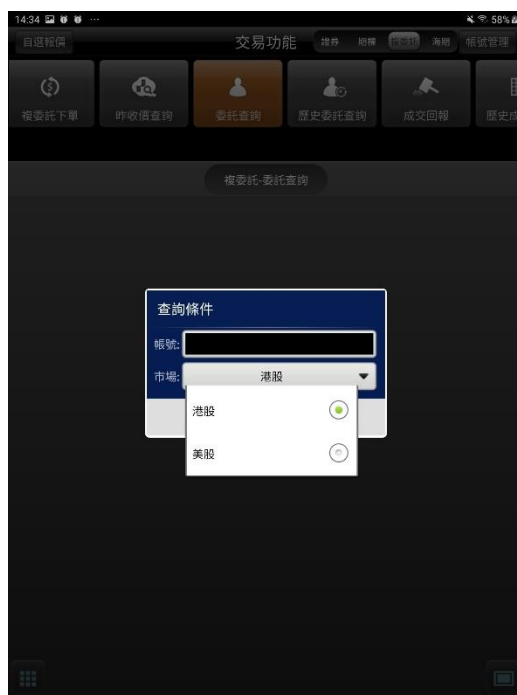 14:34 ... 58%
自選報價 交易功能 證券 期權 複委託 海期 帳號管理
複委託下單 昨收價查詢 委託查詢 歷史委託查詢 成交回報 歷史成
複委託-委託查詢
查詢條件
帳號:
市場: 港股
港股
美股